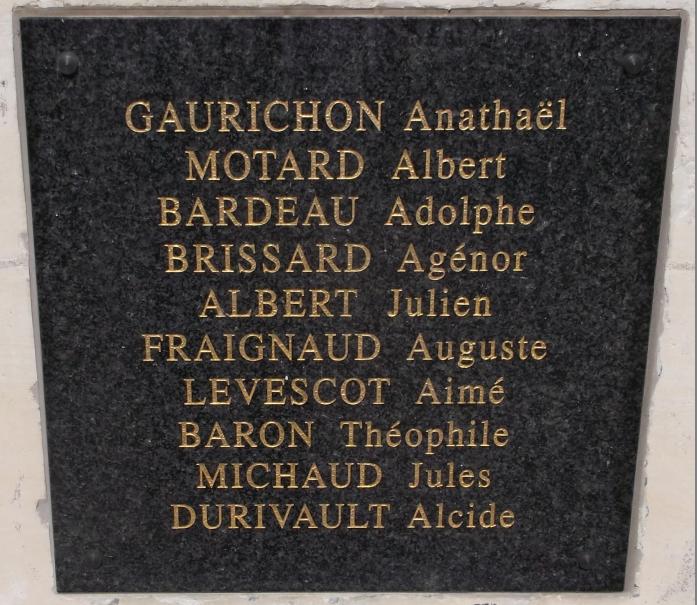 GAURICHON Anathaël
MOTARD Albert
BARDEAU Adolphe
BRISSARD Agénor
ALBERT Julien
FRAIGNAUD Auguste
LEVESCOT Aimé
BARON Théophile
MICHAUD Jules
DURIVAULT Alcide